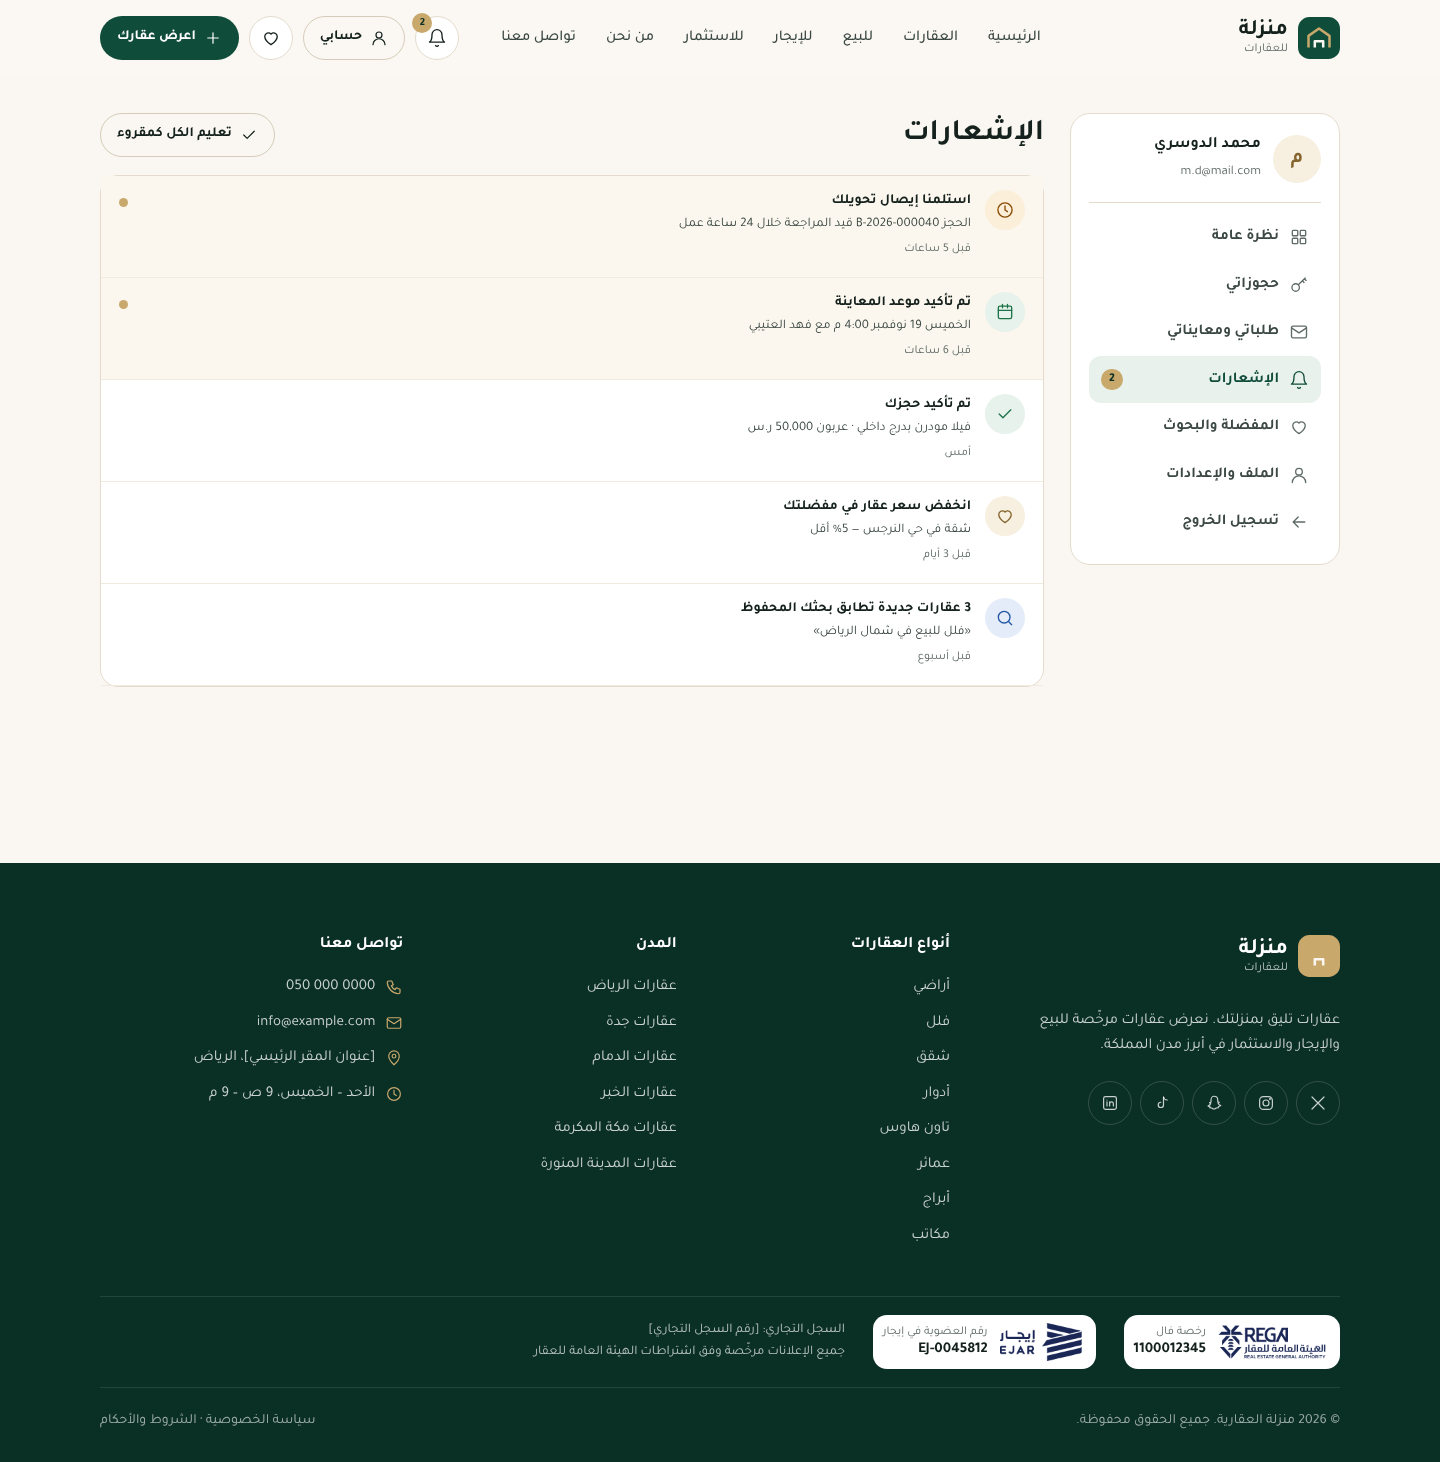 منزلة
للعقارات
الرئيسية
العقارات
للبيع
للإيجار
للاستثمار
من نحن
تواصل معنا
2
حسابي
اعرض عقارك
محمد الدوسري
م
m.d@mail.com
نظرة عامة
حجوزاتي
طلباتي ومعايناتي
الإشعارات
2
المفضلة والبحوث
الملف والإعدادات
تسجيل الخروج
الإشعارات
تعليم الكل كمقروء
استلمنا إيصال تحويلك
الحجز B-2026-000040 قيد المراجعة خلال 24 ساعة عمل
قبل 5 ساعات
تم تأكيد موعد المعاينة
الخميس 19 نوفمبر 4:00 م مع فهد العتيبي
قبل 6 ساعات
تم تأكيد حجزك
فيلا مودرن بدرج داخلي · عربون 50,000 ر.س
أمس
انخفض سعر عقار في مفضلتك
شقة في حي النرجس – 5% أقل
قبل 3 أيام
3 عقارات جديدة تطابق بحثك المحفوظ
«فلل للبيع في شمال الرياض»
قبل أسبوع
منزلة
للعقارات
عقارات تليق بمنزلتك. نعرض عقارات مرخّصة للبيع
والإيجار والاستثمار في أبرز مدن المملكة.
أنواع العقارات
أراضي
فلل
شقق
أدوار
تاون هاوس
عمائر
أبراج
مكاتب
المدن
عقارات الرياض
عقارات جدة
عقارات الدمام
عقارات الخبر
عقارات مكة المكرمة
عقارات المدينة المنورة
تواصل معنا
050 000 0000
info@example.com
[عنوان المقر الرئيسي]، الرياض
الأحد – الخميس، 9 ص – 9 م
REGA
الهيئة العامة للعقار
REAL ESTATE GENERAL AUTHORITY
رخصة فال
1100012345
إيجار
EJAR
رقم العضوية في إيجار
EJ-0045812
السجل التجاري: [رقم السجل التجاري]
جميع الإعلانات مرخّصة وفق اشتراطات الهيئة العامة للعقار
© 2026 منزلة العقارية. جميع الحقوق محفوظة.
سياسة الخصوصية · الشروط والأحكام